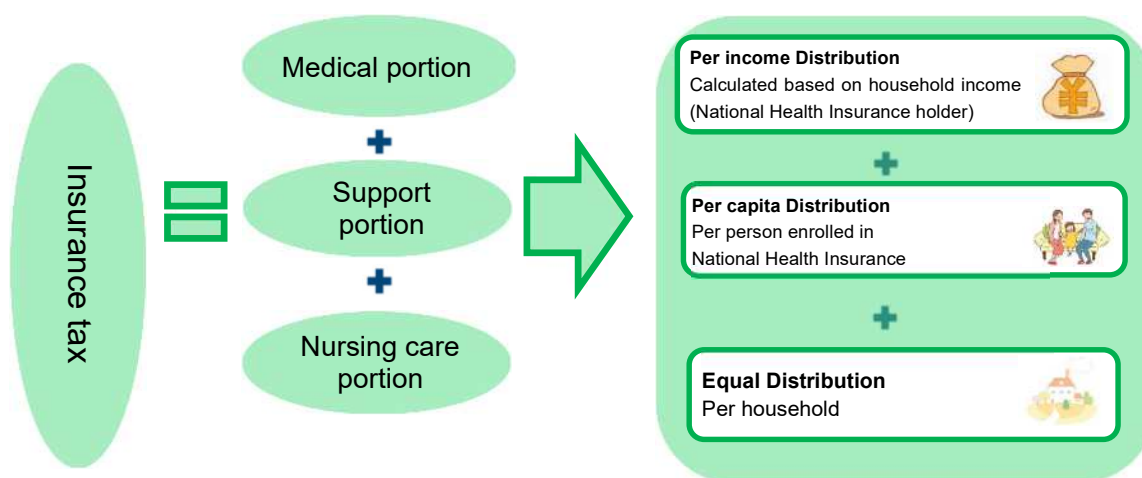 Insurance tax
Medical portion
Support
portion
Nursing care
portion
Per income Distribution
Calculated based on household income
(National Health Insurance holder)
¥
Per capita Distribution
Per person enrolled in
National Health Insurance
Equal Distribution
Per household